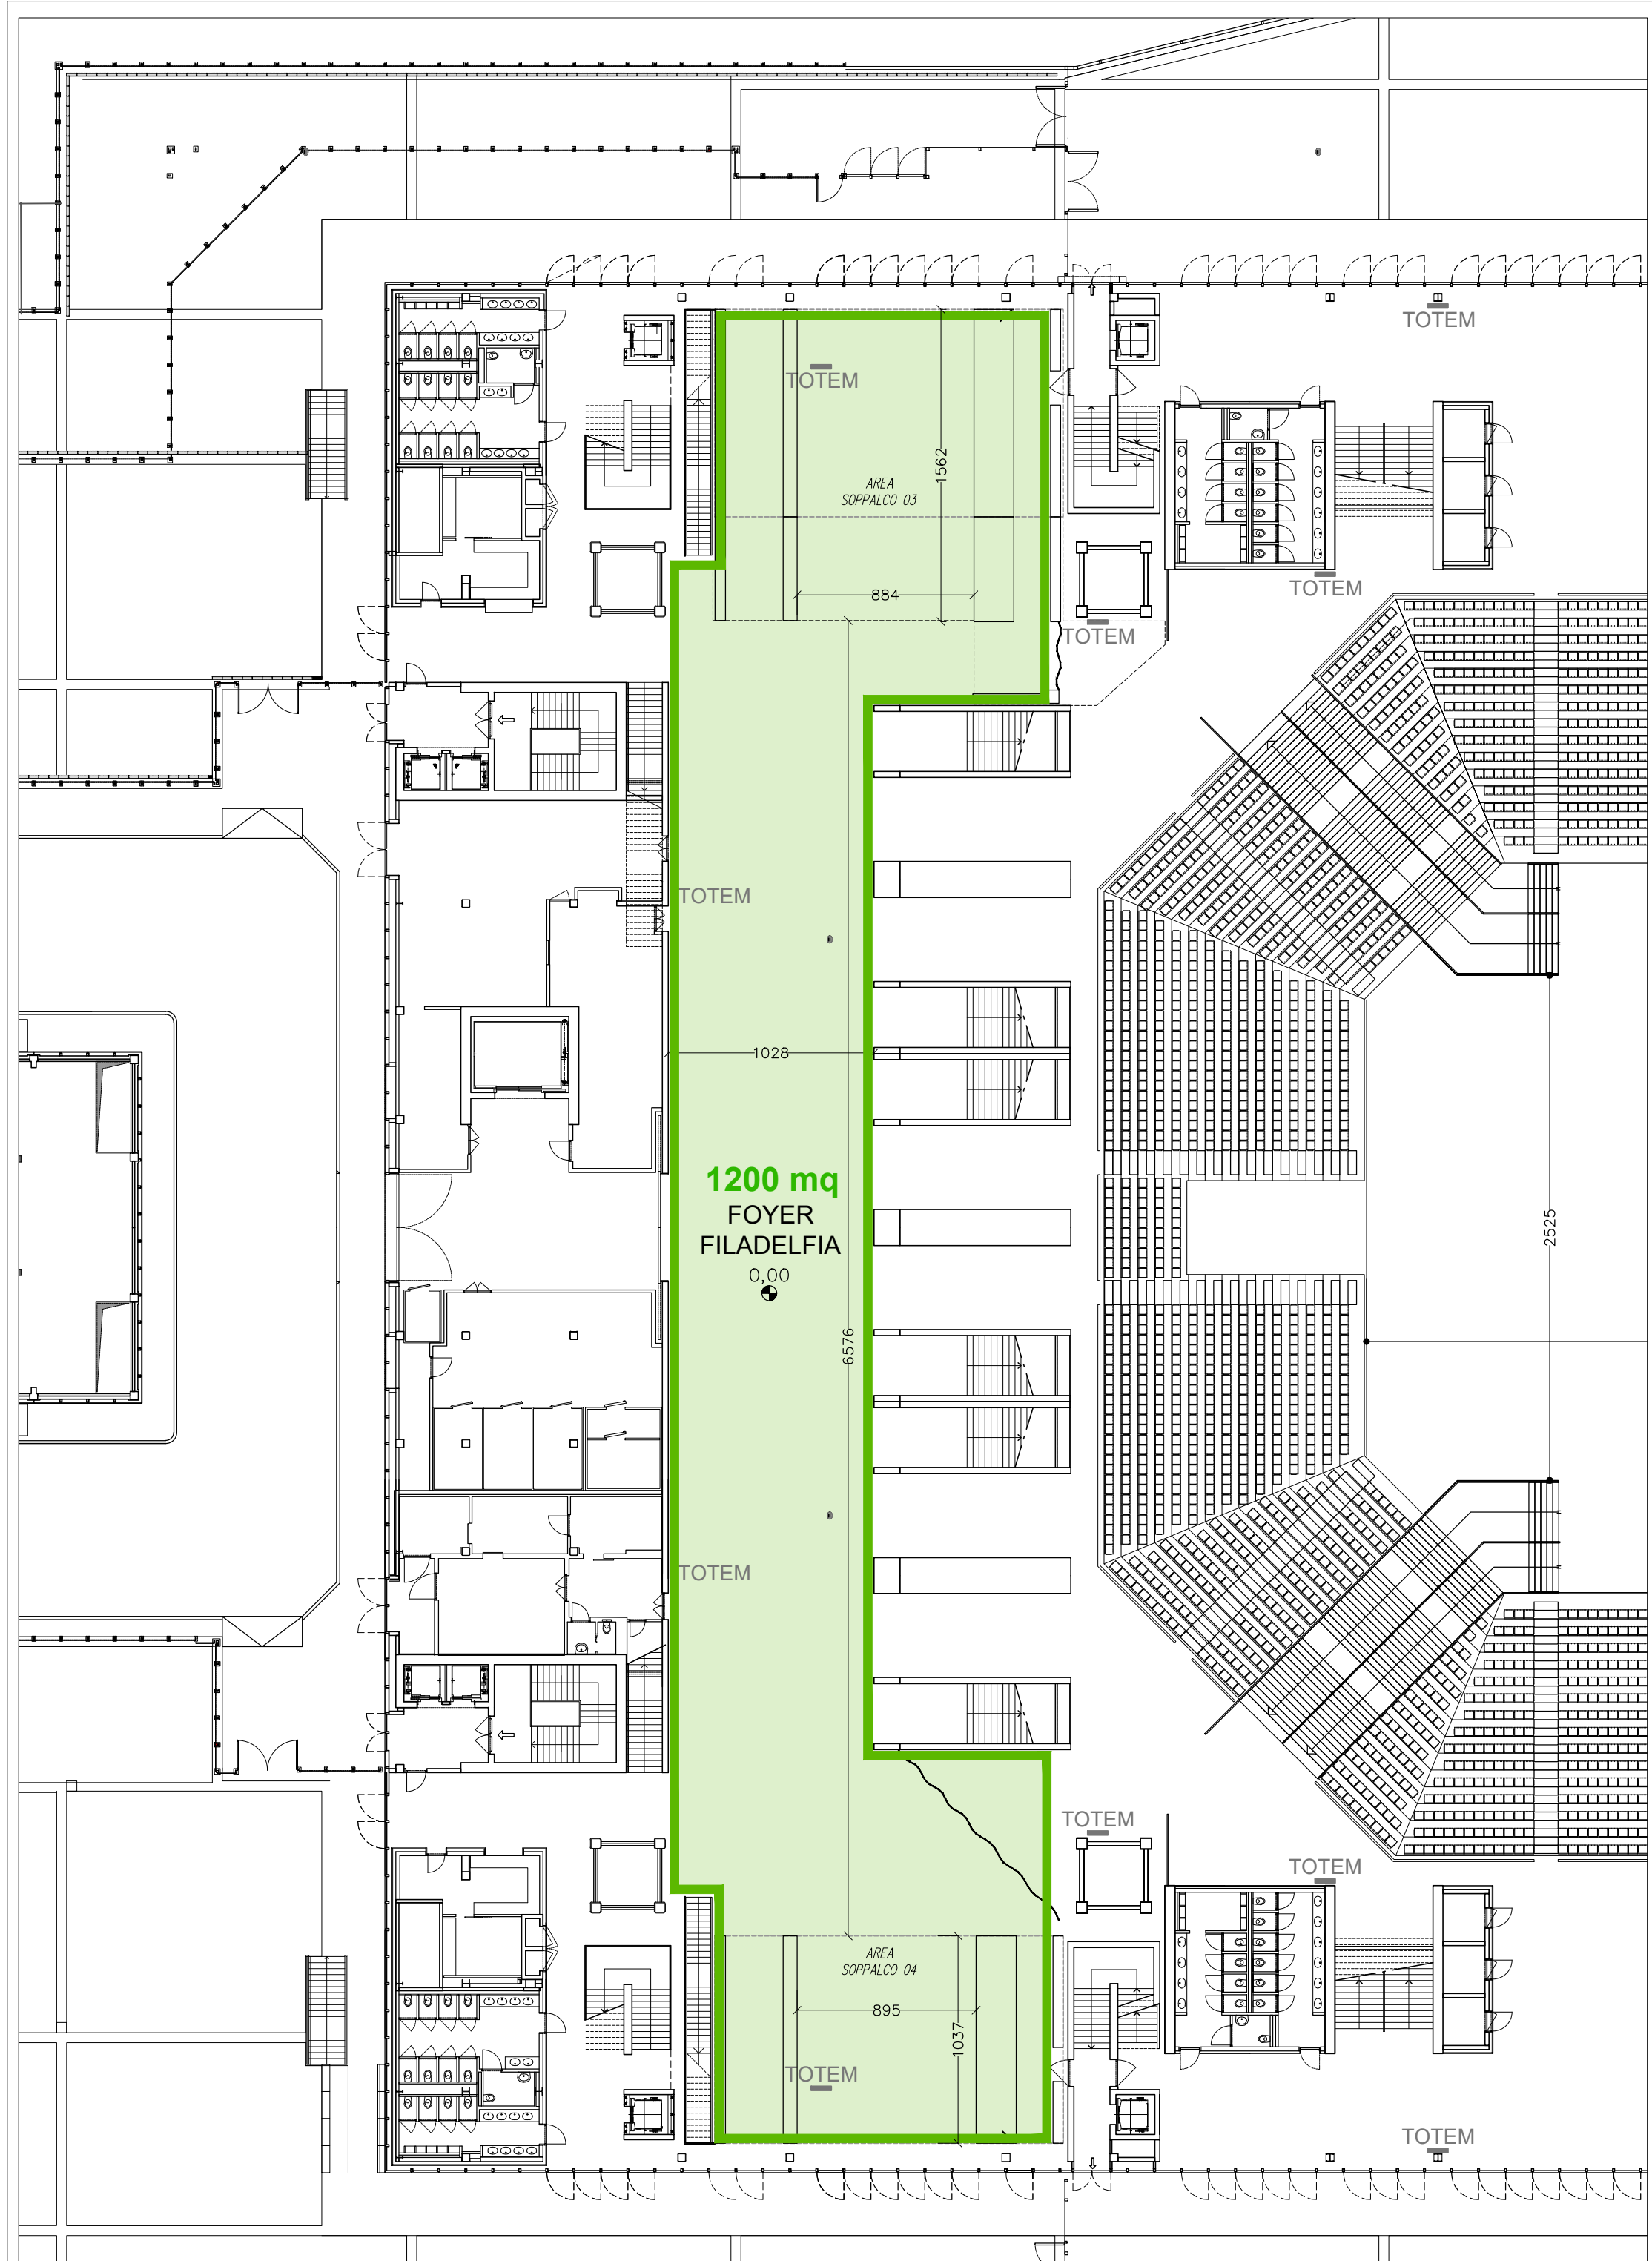 TOTEM
TOTEM
1562
AREA
SOPPALCO 03
TOTEM
884
TOTEM
TOTEM
1028
1200 mq
FOYER
FILADELFIA
0,00
2525
6576
TOTEM
TOTEM
TOTEM
AREA
SOPPALCO 04
895
1037
TOTEM
TOTEM